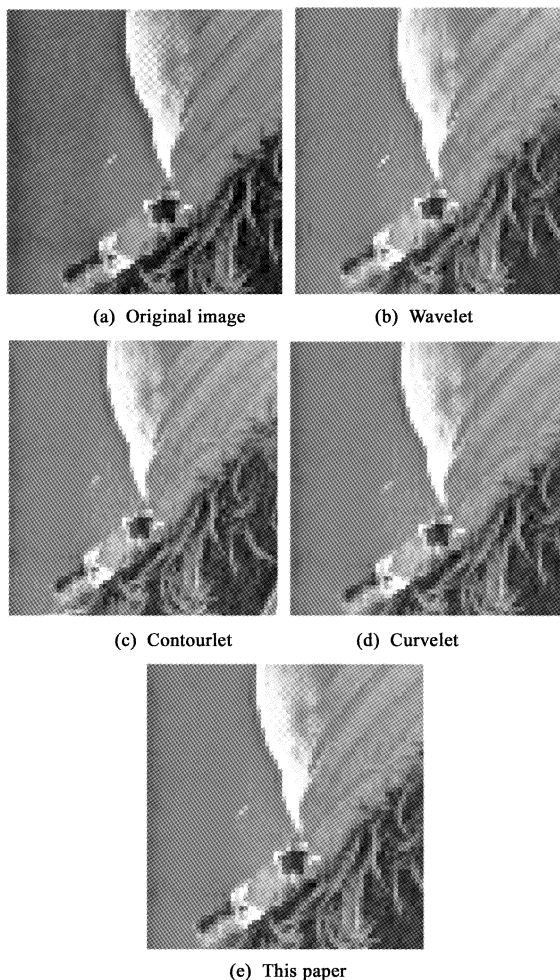 (a) Original image
(b) Wavelet
(c) Contourlet
(d) Curvelet
(e) This paper